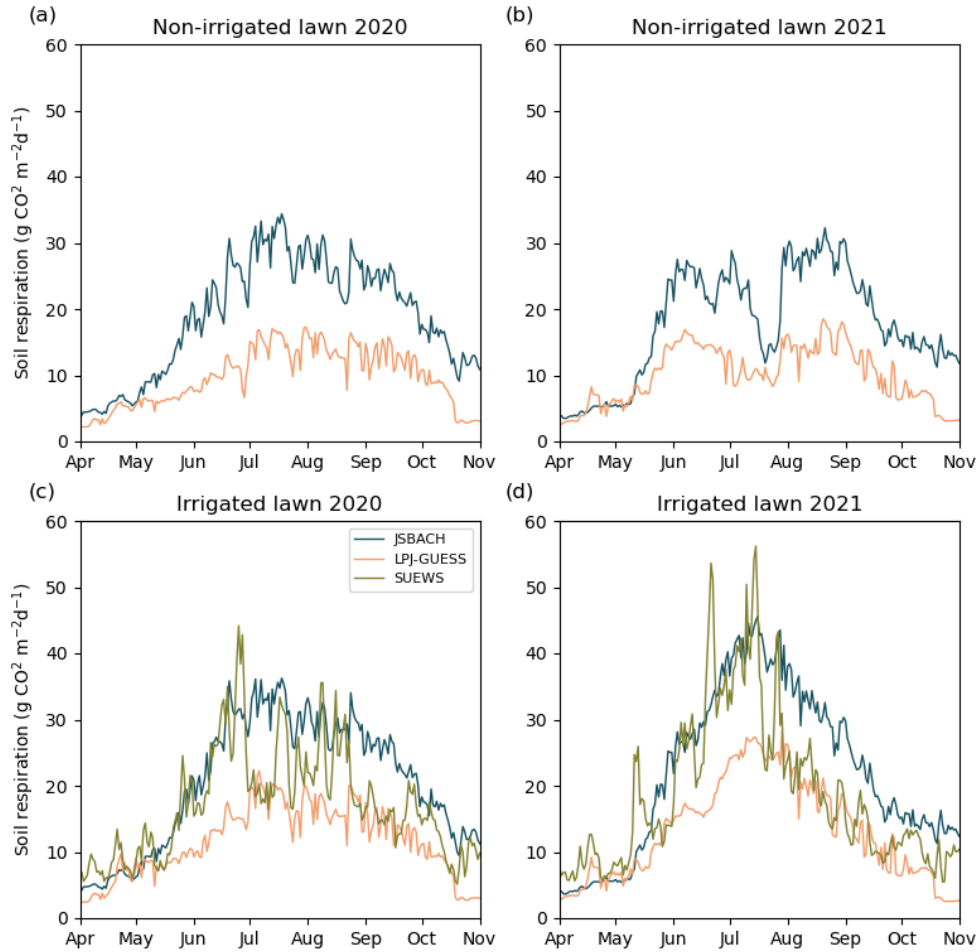 (a)
Non-irrigated lawn 2020
(b)
Non-irrigated lawn 2021
Soil respiration (g CO² m⁻²d⁻¹)
60
50
40
30
20
10
0
Apr May Jun Jul Aug Sep Oct Nov
60
50
40
30
20
10
0
Apr May Jun Jul Aug Sep Oct Nov
(c)
Irrigated lawn 2020
(d)
Irrigated lawn 2021
Soil respiration (g CO² m⁻²d⁻¹)
60
50
40
30
20
10
0
JSBACH
LPJ-GUESS
SUEWS
Apr May Jun Jul Aug Sep Oct Nov
60
50
40
30
20
10
0
Apr May Jun Jul Aug Sep Oct Nov